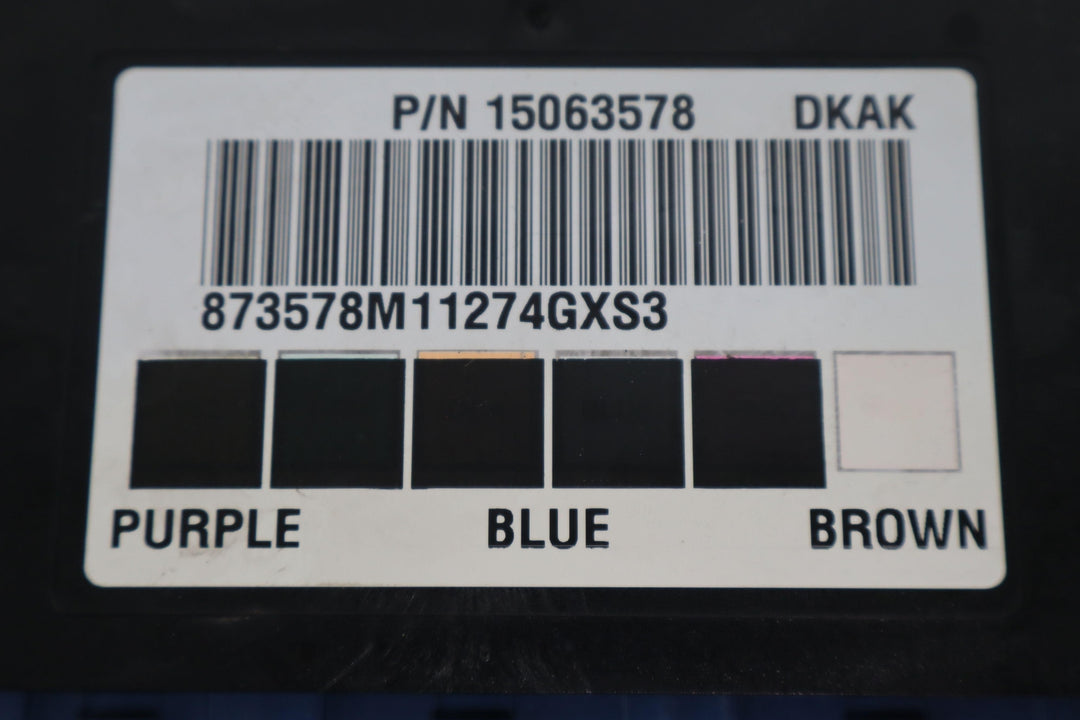 P/N 15063578 DKAK
873578M11274GXS3
PURPLE BLUE BROWN